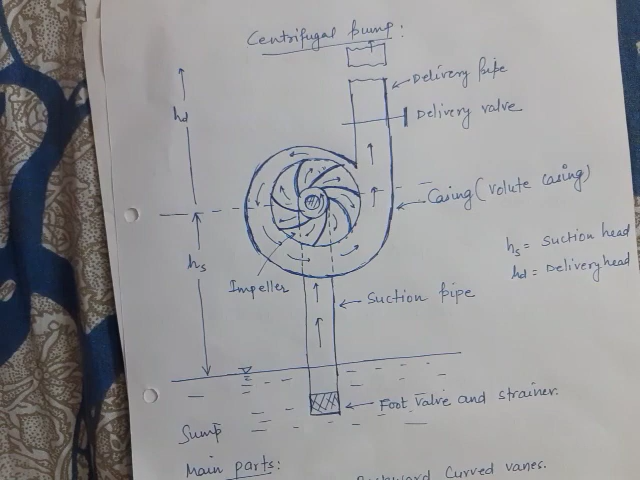 Centrifugal pump:
Delivery pipe
Delivery valve
hd
Casing (volute casing)
hs
hs = Suction head
hd = Delivery head
Impeller
Suction pipe
Foot valve and strainer.
Sump
Main parts:
Backward Curved vanes.